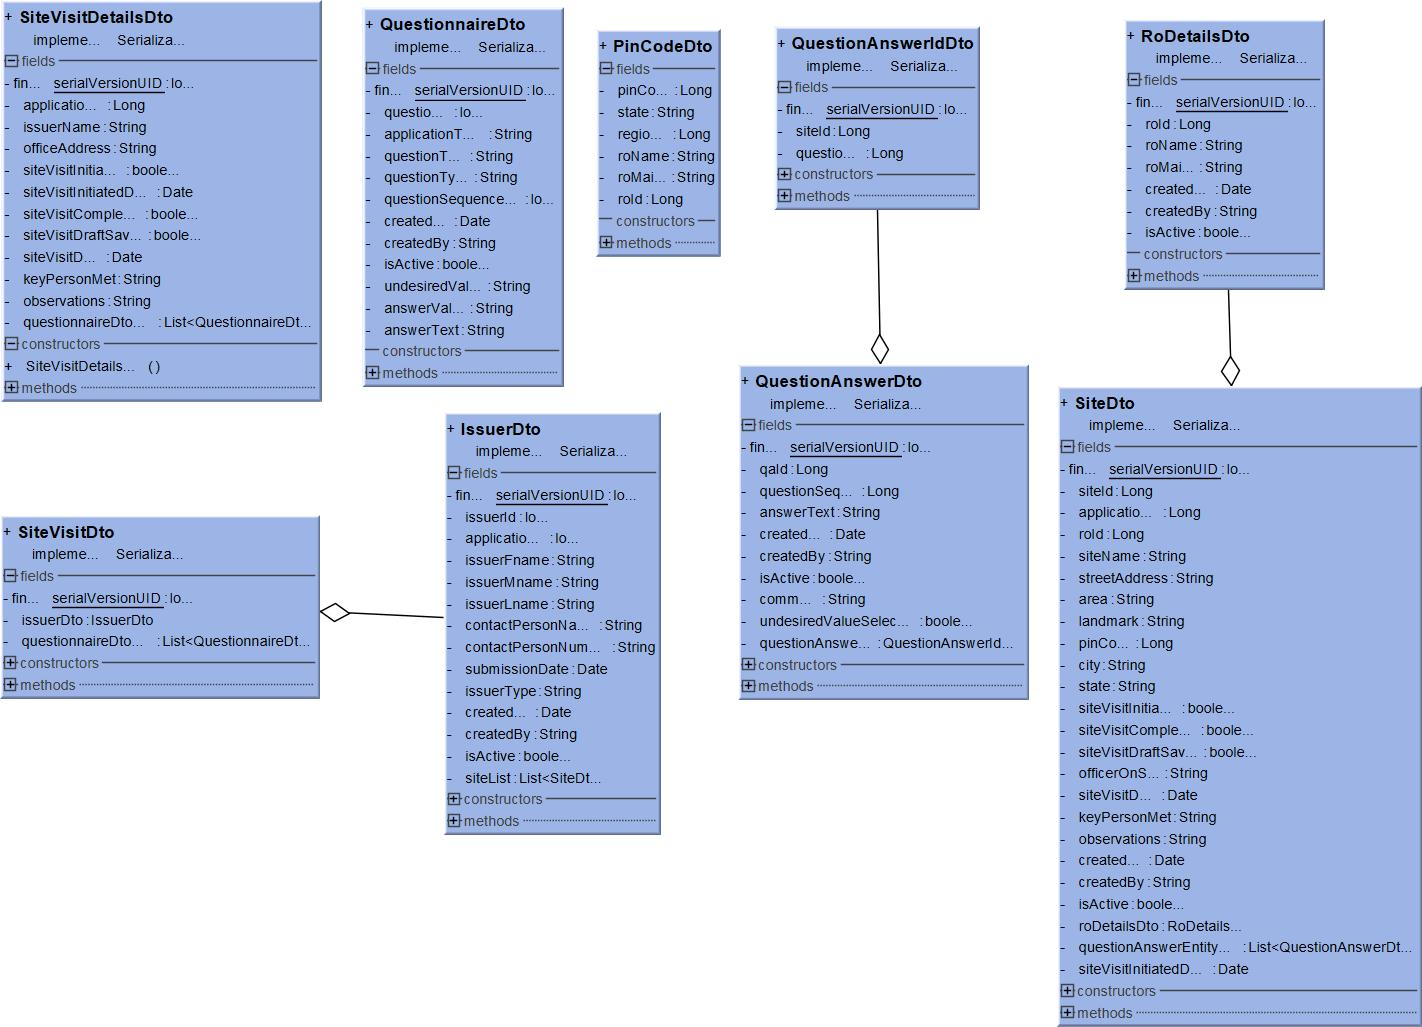 + SiteVisitDetailsDto
impleme... Serializa...
fields
- fin... serialVersionUID : lo...
- applicatio... : Long
- issuerName : String
- officeAddress : String
- siteVisitInitia... : boole...
- siteVisitInitiatedD... : Date
- siteVisitComple... : boole...
- siteVisitDraftSav... : boole...
- siteVisitD... : Date
- keyPersonMet : String
- observations : String
- questionnaireDto... : List<QuestionnaireDt...
constructors
+ SiteVisitDetails... ( )
methods
+ QuestionnaireDto
impleme... Serializa...
fields
- fin... serialVersionUID : lo...
- questio... : lo...
- applicationT... : String
- questionT... : String
- questionTy... : String
- questionSequence... : lo...
- created... : Date
- createdBy : String
- isActive : boole...
- undesiredVal... : String
- answerVal... : String
- answerText : String
constructors
methods
+ PinCodeDto
fields
- pinCo... : Long
- state : String
- regio... : Long
- roName : String
- roMai... : String
- roId : Long
constructors
methods
+ QuestionAnswerIdDto
impleme... Serializa...
fields
- fin... serialVersionUID : lo...
- siteId : Long
- questio... : Long
constructors
methods
+ RoDetailsDto
impleme... Serializa...
fields
- fin... serialVersionUID : lo...
- roId : Long
- roName : String
- roMai... : String
- created... : Date
- createdBy : String
- isActive : boole...
constructors
methods
+ SiteVisitDto
impleme... Serializa...
fields
- fin... serialVersionUID : lo...
- issuerDto : IssuerDto
- questionnaireDto... : List<QuestionnaireDt...
constructors
methods
+ IssuerDto
impleme... Serializa...
fields
- fin... serialVersionUID : lo...
- issuerId : lo...
- applicatio... : lo...
- issuerFname : String
- issuerMname : String
- issuerLname : String
- contactPersonNa... : String
- contactPersonNum... : String
- submissionDate : Date
- issuerType : String
- created... : Date
- createdBy : String
- isActive : boole...
- siteList : List<SiteDt...
constructors
methods
+ QuestionAnswerDto
impleme... Serializa...
fields
- fin... serialVersionUID : lo...
- qaId : Long
- questionSeq... : Long
- answerText : String
- created... : Date
- createdBy : String
- isActive : boole...
- comm... : String
- undesiredValueSelec... : boole...
- questionAnswe... : QuestionAnswerId...
constructors
methods
+ SiteDto
impleme... Serializa...
fields
- fin... serialVersionUID : lo...
- siteId : Long
- applicatio... : Long
- roId : Long
- siteName : String
- streetAddress : String
- area : String
- landmark : String
- pinCo... : Long
- city : String
- state : String
- siteVisitInitia... : boole...
- siteVisitComple... : boole...
- siteVisitDraftSav... : boole...
- officerOnS... : String
- siteVisitD... : Date
- keyPersonMet : String
- observations : String
- created... : Date
- createdBy : String
- isActive : boole...
- roDetailsDto : RoDetails...
- questionAnswerEntity... : List<QuestionAnswerDt...
- siteVisitInitiatedD... : Date
constructors
methods